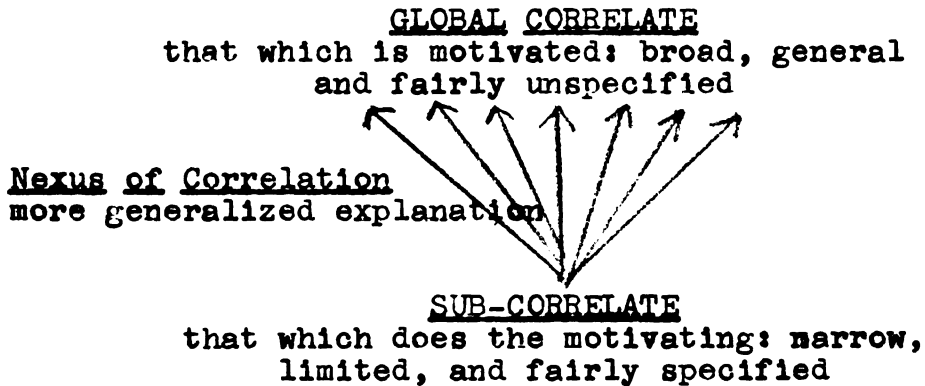 GLOBAL CORRELATE
that which is motivated: broad, general
and fairly unspecified
Nexus of Correlation
more generalized explanation
SUB-CORRELATE
that which does the motivating: narrow,
limited, and fairly specified